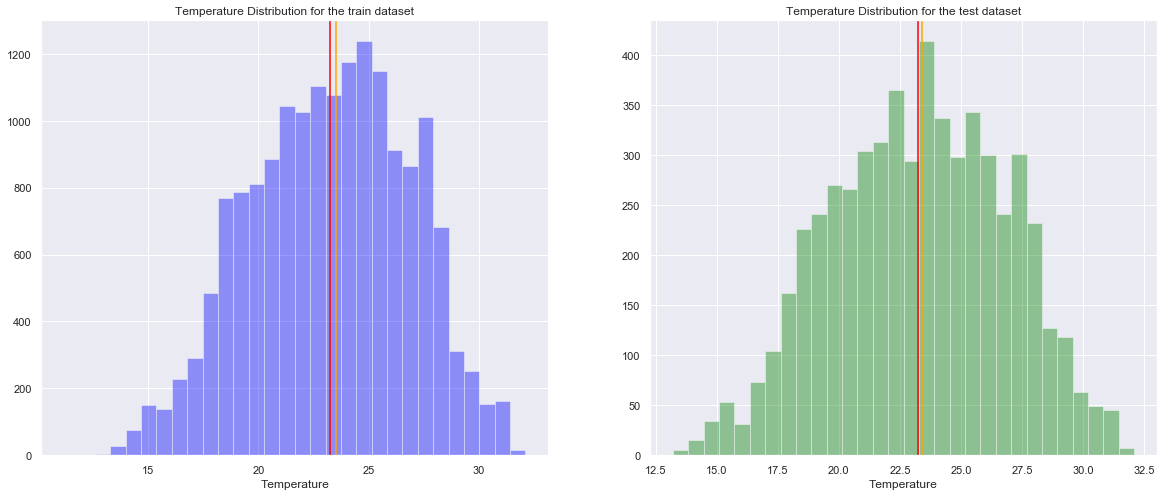 Temperature Distribution for the train dataset
1200
1000
800
600
400
200
0
15 20 25 30
Temperature
Temperature Distribution for the test dataset
400
350
300
250
200
150
100
50
0
12.5 15.0 17.5 20.0 22.5 25.0 27.5 30.0 32.5
Temperature